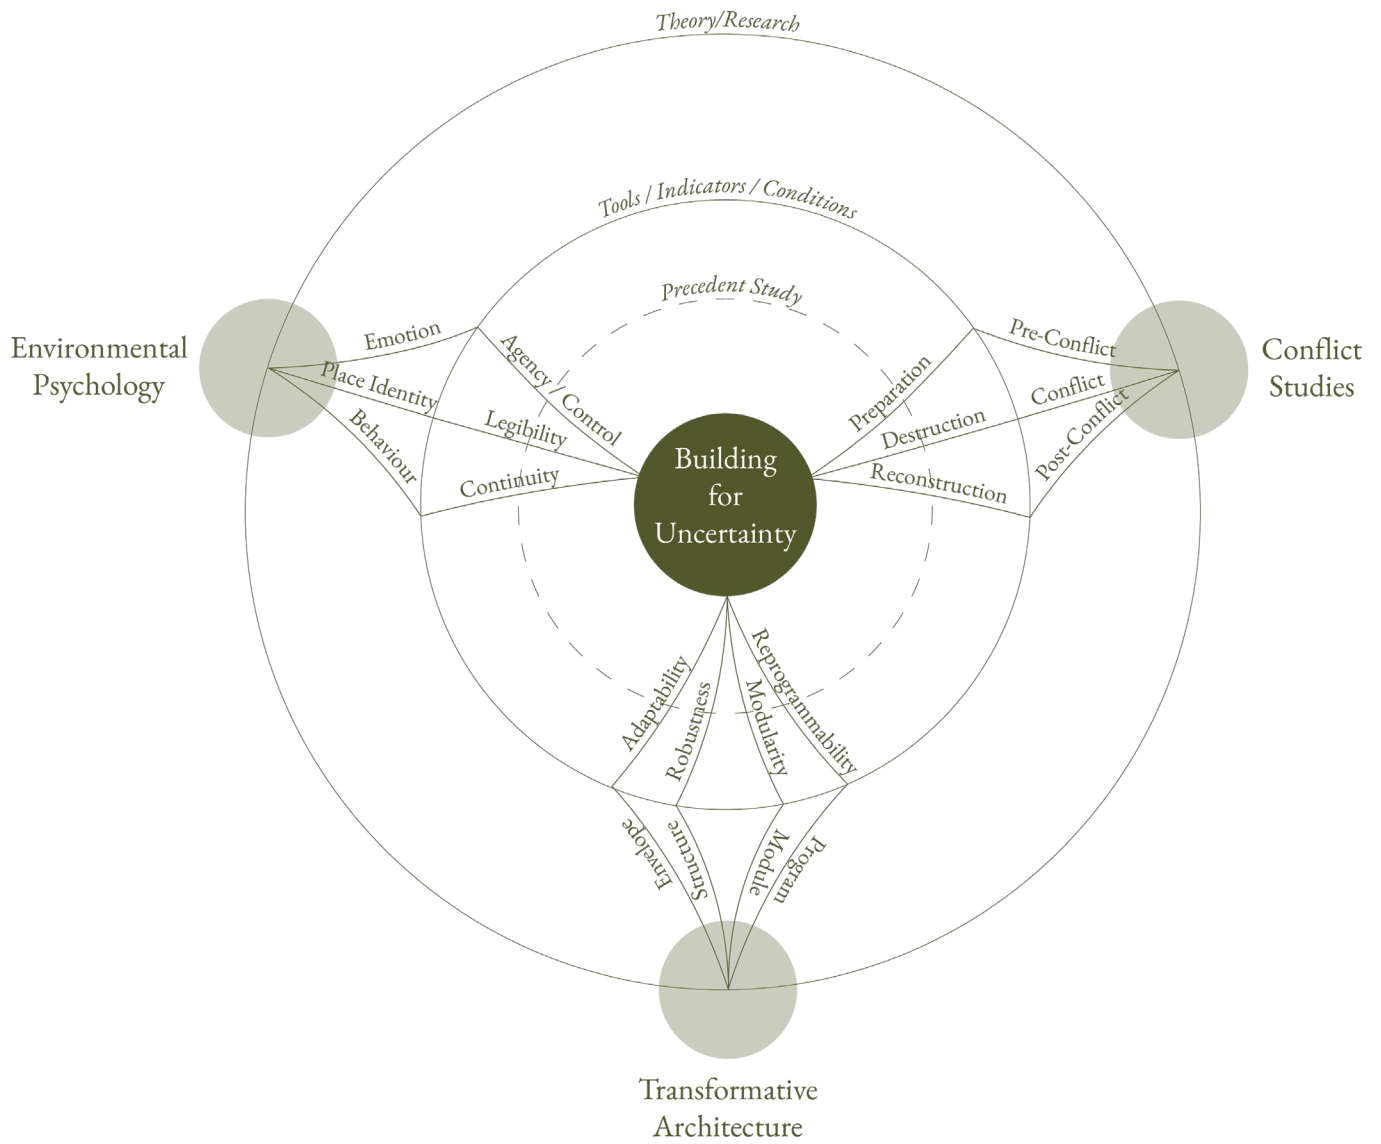 Theory/Research
Tools / Indicators / Conditions
Precedent Study
Environmental
Psychology
Emotion
Place Identity
Behaviour
Agency / Control
Legibility
Continuity
Building
for
Uncertainty
Preparation
Destruction
Reconstruction
Pre-Conflict
Conflict
Post-Conflict
Conflict
Studies
Adaptability
Robustness
Modularity
Reprogrammability
Envelope
Structure
Module
Program
Transformative
Architecture